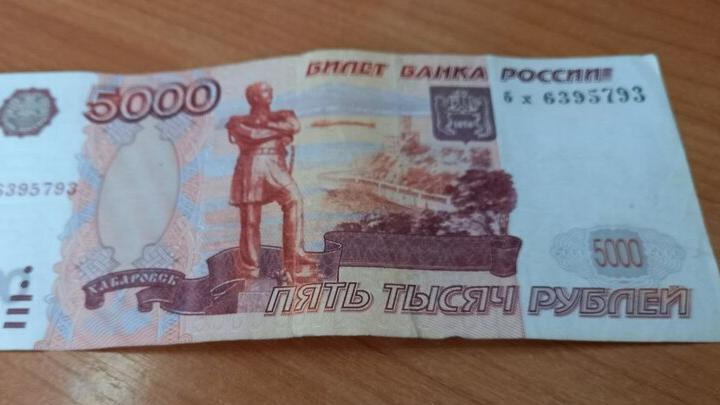 БИЛЕТ БАНКА РОССИИ
5000
бх 6395793
6395793
5000
ХАБАРОВСК
ПЯТЬ ТЫСЯЧ РУБЛЕЙ